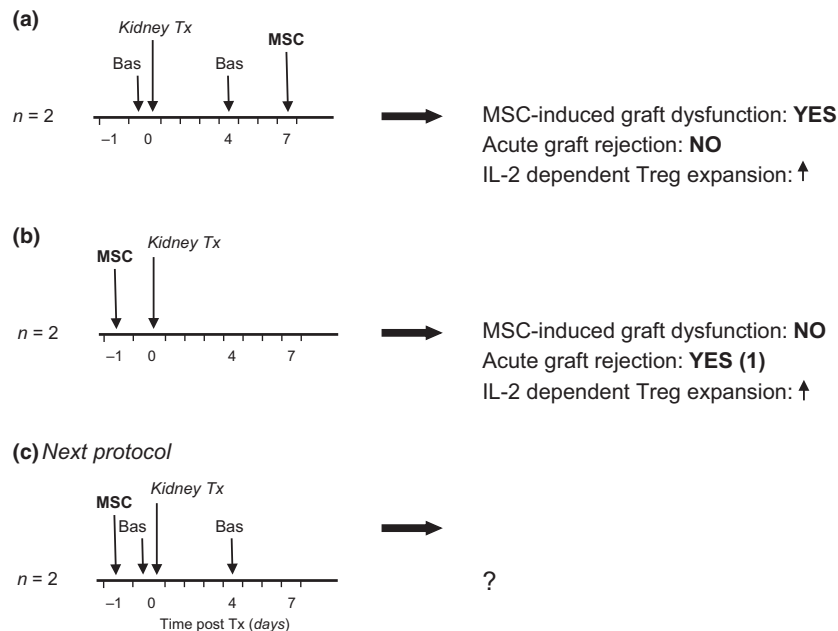 (a)
Kidney Tx
MSC
Bas
Bas
n = 2
–1 0 4 7
MSC-induced graft dysfunction: YES
Acute graft rejection: NO
IL-2 dependent Treg expansion: ↑
(b)
Kidney Tx
MSC
n = 2
–1 0 4 7
MSC-induced graft dysfunction: NO
Acute graft rejection: YES (1)
IL-2 dependent Treg expansion: ↑
(c) Next protocol
Kidney Tx
MSC
Bas
Bas
n = 2
–1 0 4 7
Time post Tx (days)
?